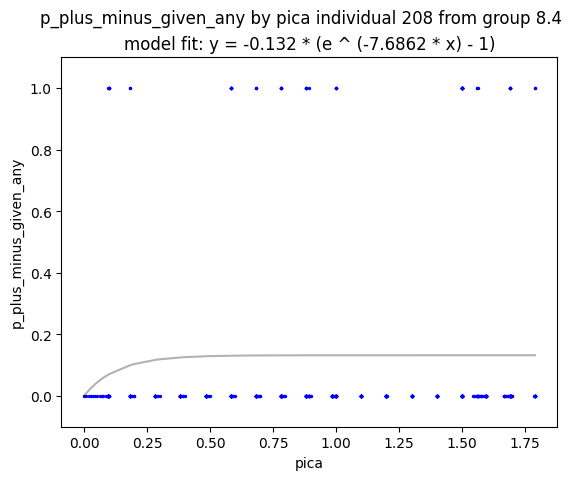 p_plus_minus_given_any by pica individual 208 from group 8.4
model fit: y = -0.132 * (e ^ (-7.6862 * x) - 1)
1.0
0.8
0.6
0.4
0.2
0.0
p_plus_minus_given_any
0.00 0.25 0.50 0.75 1.00 1.25 1.50 1.75
pica